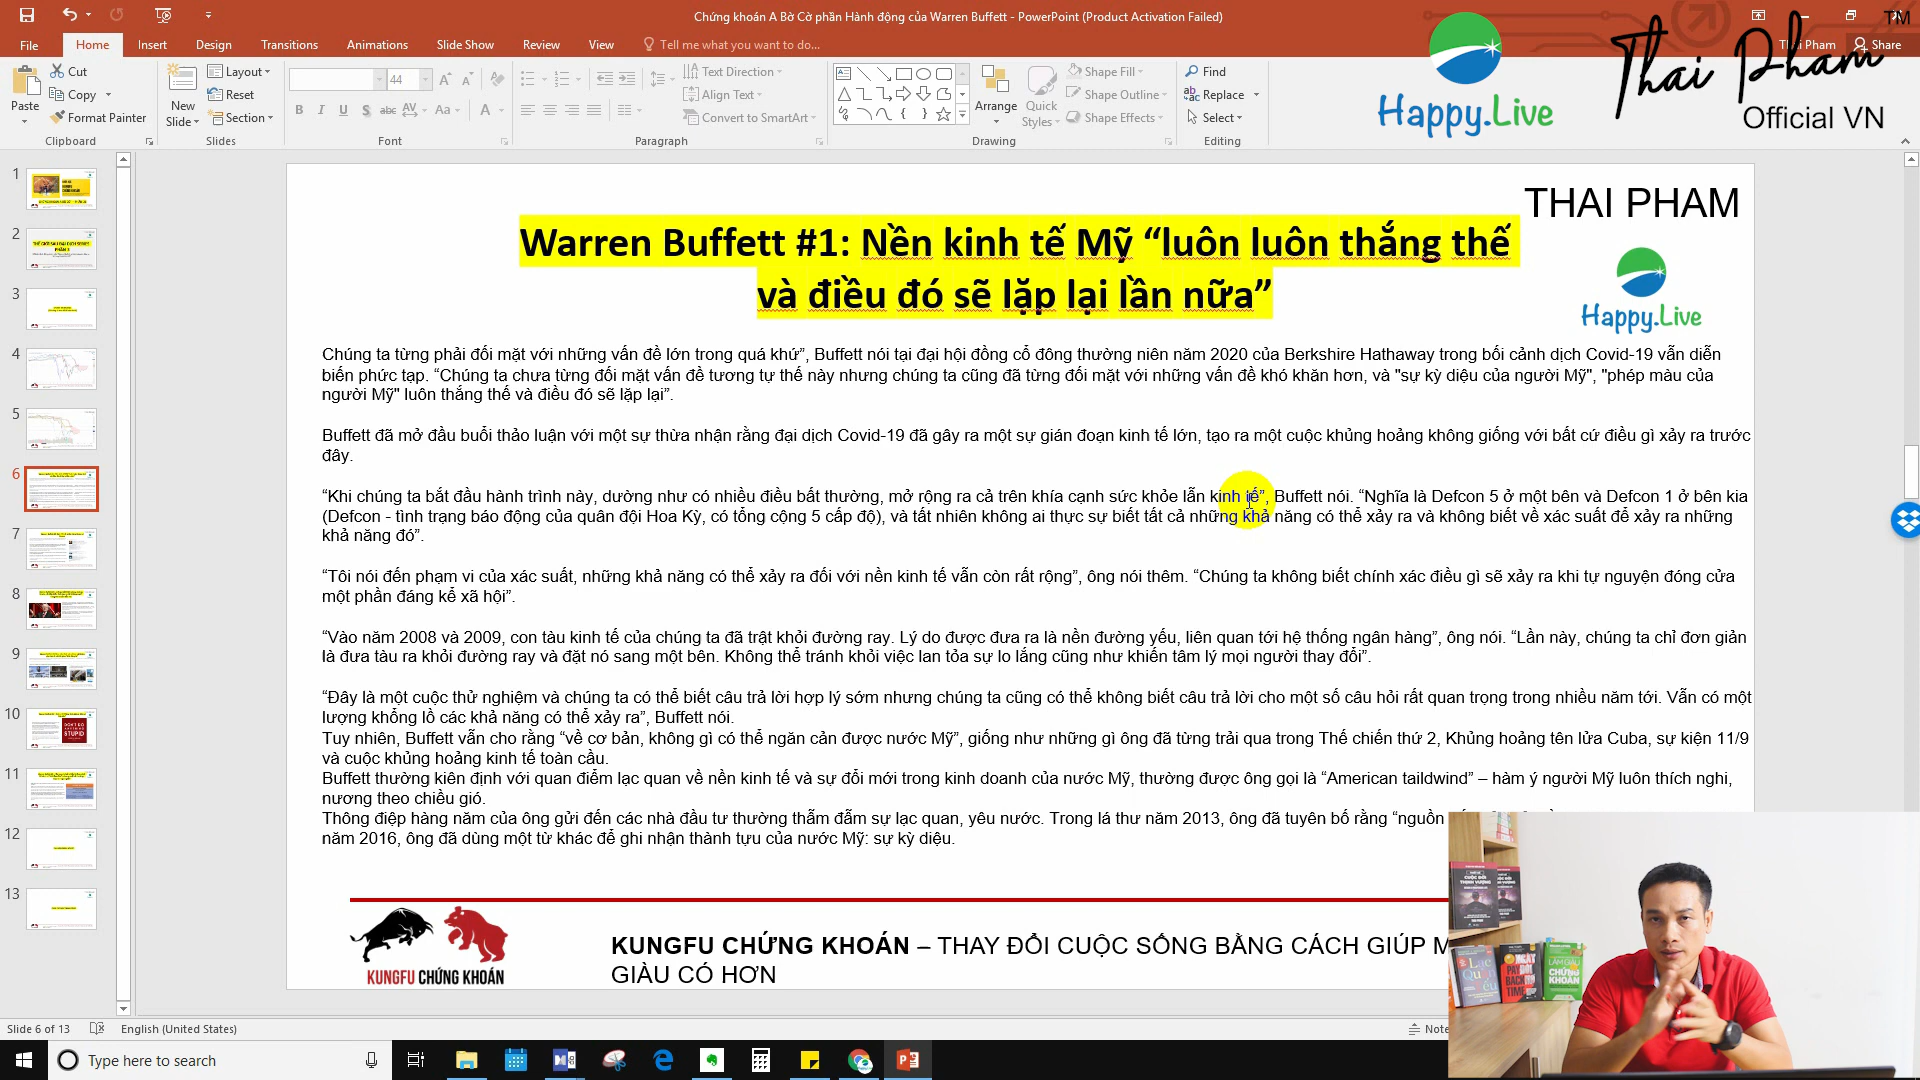 Chứng khoán A Bờ Cờ phần Hành động của Warren Buffett - PowerPoint (Product Activation Failed)
File Home Insert Design Transitions Animations Slide Show Review View Tell me what you want to do...
Thai Pham Share
Happy.Live
Thai Pham TM
Official VN
Paste
Cut
Copy
Format Painter
Clipboard
New
Slide
Layout
Reset
Section
Slides
44
Font
Paragraph
Text Direction
Align Text
Convert to SmartArt
Drawing
Arrange
Quick
Styles
Shape Fill
Shape Outline
Shape Effects
Find
Replace
Select
Editing
1
2
3
4
5
6
7
8
9
10
11
12
13
THAI PHAM
Happy.Live
Warren Buffett #1: Nền kinh tế Mỹ “luôn luôn thắng thế
và điều đó sẽ lặp lại lần nữa”
Chúng ta từng phải đối mặt với những vấn đề lớn trong quá khứ”, Buffett nói tại đại hội đồng cổ đông thường niên năm 2020 của Berkshire Hathaway trong bối cảnh dịch Covid-19 vẫn diễn
biến phức tạp. “Chúng ta chưa từng đối mặt vấn đề tương tự thế này nhưng chúng ta cũng đã từng đối mặt với những vấn đề khó khăn hơn, và "sự kỳ diệu của người Mỹ", "phép màu của
người Mỹ" luôn thắng thế và điều đó sẽ lặp lại”.
Buffett đã mở đầu buổi thảo luận với một sự thừa nhận rằng đại dịch Covid-19 đã gây ra một sự gián đoạn kinh tế lớn, tạo ra một cuộc khủng hoảng không giống với bất cứ điều gì xảy ra trước
đây.
“Khi chúng ta bắt đầu hành trình này, dường như có nhiều điều bất thường, mở rộng ra cả trên khía cạnh sức khỏe lẫn kinh tế”, Buffett nói. “Nghĩa là Defcon 5 ở một bên và Defcon 1 ở bên kia
(Defcon - tình trạng báo động của quân đội Hoa Kỳ, có tổng cộng 5 cấp độ), và tất nhiên không ai thực sự biết tất cả những khả năng có thể xảy ra và không biết về xác suất để xảy ra những
khả năng đó”.
“Tôi nói đến phạm vi của xác suất, những khả năng có thể xảy ra đối với nền kinh tế vẫn còn rất rộng”, ông nói thêm. “Chúng ta không biết chính xác điều gì sẽ xảy ra khi tự nguyện đóng cửa
một phần đáng kể xã hội”.
“Vào năm 2008 và 2009, con tàu kinh tế của chúng ta đã trật khỏi đường ray. Lý do được đưa ra là nền đường yếu, liên quan tới hệ thống ngân hàng”, ông nói. “Lần này, chúng ta chỉ đơn giản
là đưa tàu ra khỏi đường ray và đặt nó sang một bên. Không thể tránh khỏi việc lan tỏa sự lo lắng cũng như khiến tâm lý mọi người thay đổi”.
“Đây là một cuộc thử nghiệm và chúng ta có thể biết câu trả lời hợp lý sớm nhưng chúng ta cũng có thể không biết câu trả lời cho một số câu hỏi rất quan trọng trong nhiều năm tới. Vẫn có một
lượng khổng lồ các khả năng có thể xảy ra”, Buffett nói.
Tuy nhiên, Buffett vẫn cho rằng “về cơ bản, không gì có thể ngăn cản được nước Mỹ”, giống như những gì ông đã từng trải qua trong Thế chiến thứ 2, Khủng hoảng tên lửa Cuba, sự kiện 11/9
và cuộc khủng hoảng kinh tế toàn cầu.
Buffett thường kiên định với quan điểm lạc quan về nền kinh tế và sự đổi mới trong kinh doanh của nước Mỹ, thường được ông gọi là “American taildwind” – hàm ý người Mỹ luôn thích nghi,
nương theo chiều gió.
Thông điệp hàng năm của ông gửi đến các nhà đầu tư thường thấm đẫm sự lạc quan, yêu nước. Trong lá thư năm 2013, ông đã tuyên bố rằng “nguồn
năm 2016, ông đã dùng một từ khác để ghi nhận thành tựu của nước Mỹ: sự kỳ diệu.
KUNGFU CHỨNG KHOÁN
KUNGFU CHỨNG KHOÁN – THAY ĐỔI CUỘC SỐNG BẰNG CÁCH GIÚP M
GIÀU CÓ HƠN
Slide 6 of 13 English (United States) Note
Type here to search